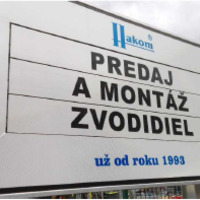 Hakom®
PREDAJ
A MONTÁŽ
ZVODIDIEL
už od roku 1993